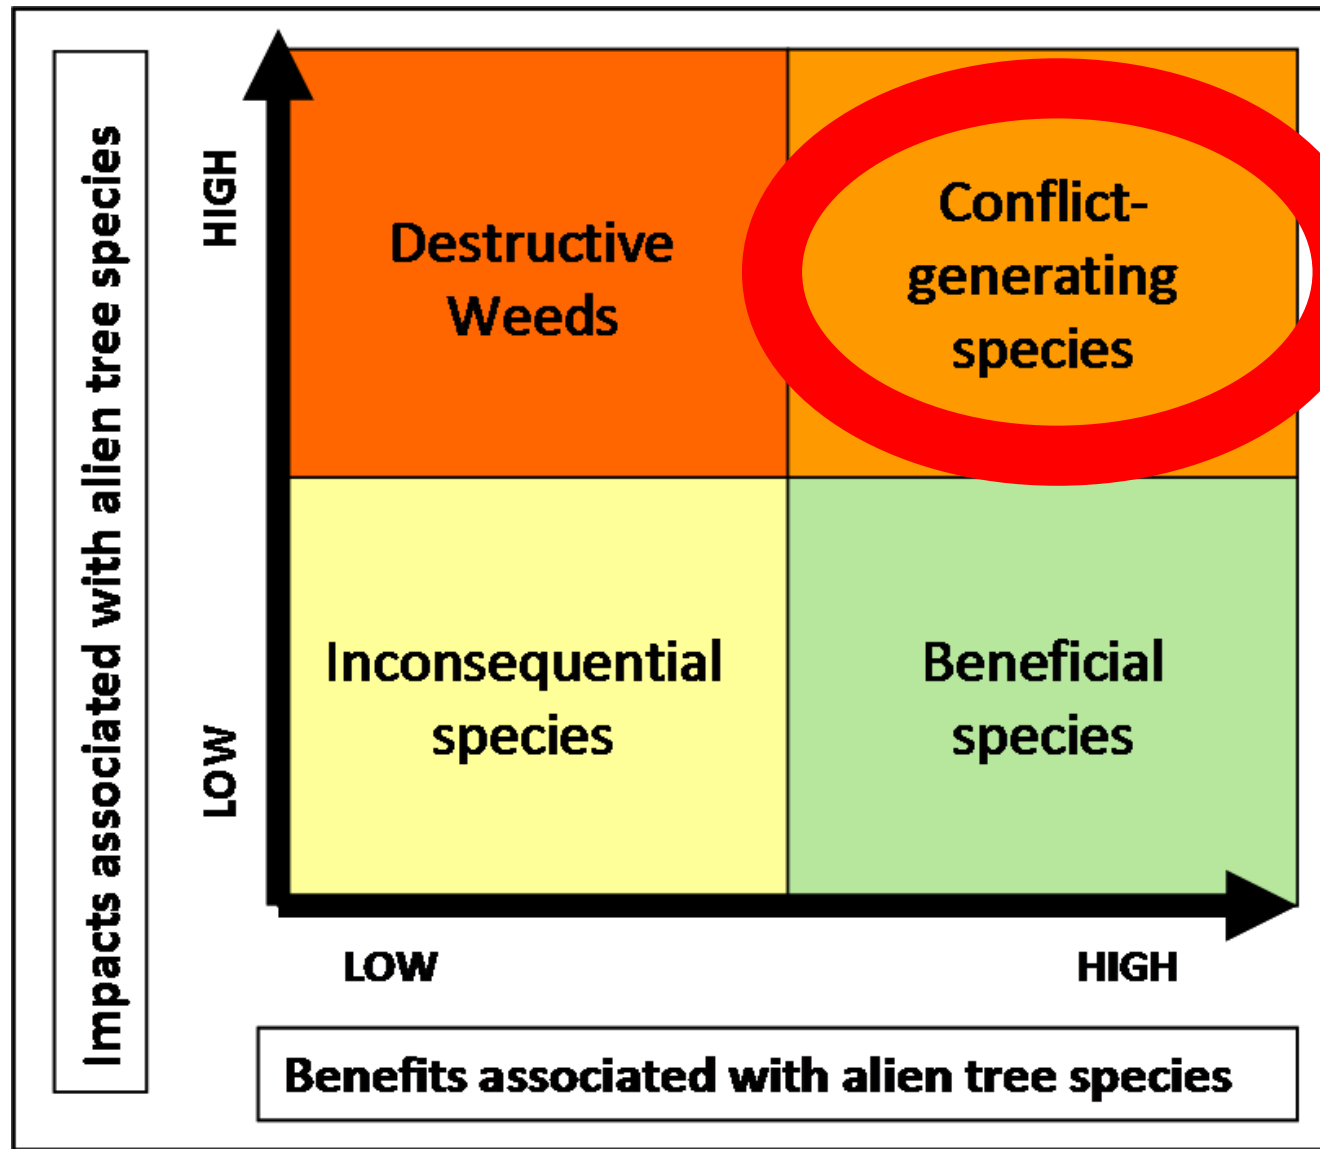 Impacts associated with alien tree species
HIGH
LOW
Destructive
Weeds
Conflict-
generating
species
Inconsequential
species
Beneficial
species
LOW
HIGH
Benefits associated with alien tree species